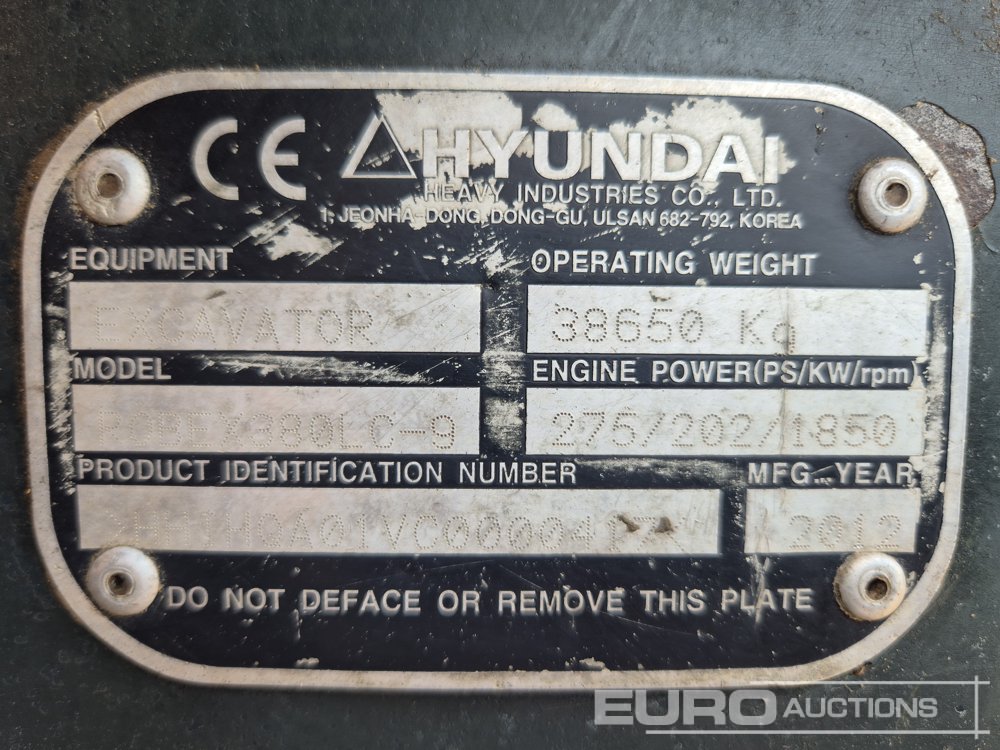 CE HYUNDAI
HEAVY INDUSTRIES CO., LTD.
1, JEONHA-DONG, DONG-GU, ULSAN 682-792, KOREA
EQUIPMENT
OPERATING WEIGHT
EXCAVATOR
38650 Kg
MODEL
ENGINE POWER(PS/KW/rpm)
275/202/1850
PRODUCT IDENTIFICATION NUMBER
MFG. YEAR
2012
DO NOT DEFACE OR REMOVE THIS PLATE
EURO AUCTIONS